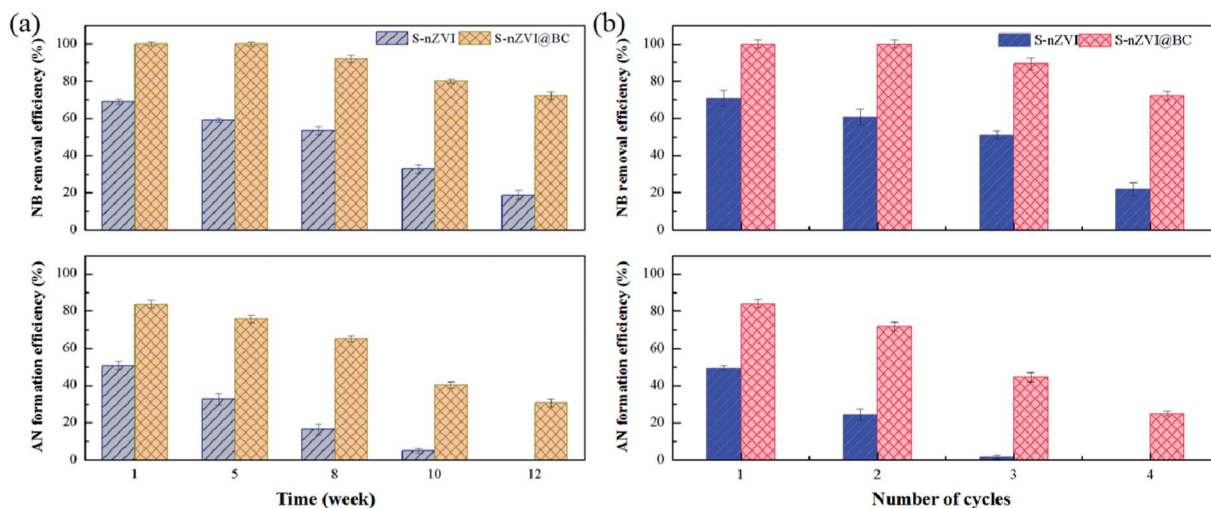 (a)
S-nZVI
S-nZVI@BC
NB removal efficiency (%)
100
80
60
40
20
0
AN formation efficiency (%)
100
80
60
40
20
0
1
5
8
10
12
Time (week)
(b)
S-nZVI
S-nZVI@BC
NB removal efficiency (%)
100
80
60
40
20
0
AN formation efficiency (%)
100
80
60
40
20
0
1
2
3
4
Number of cycles